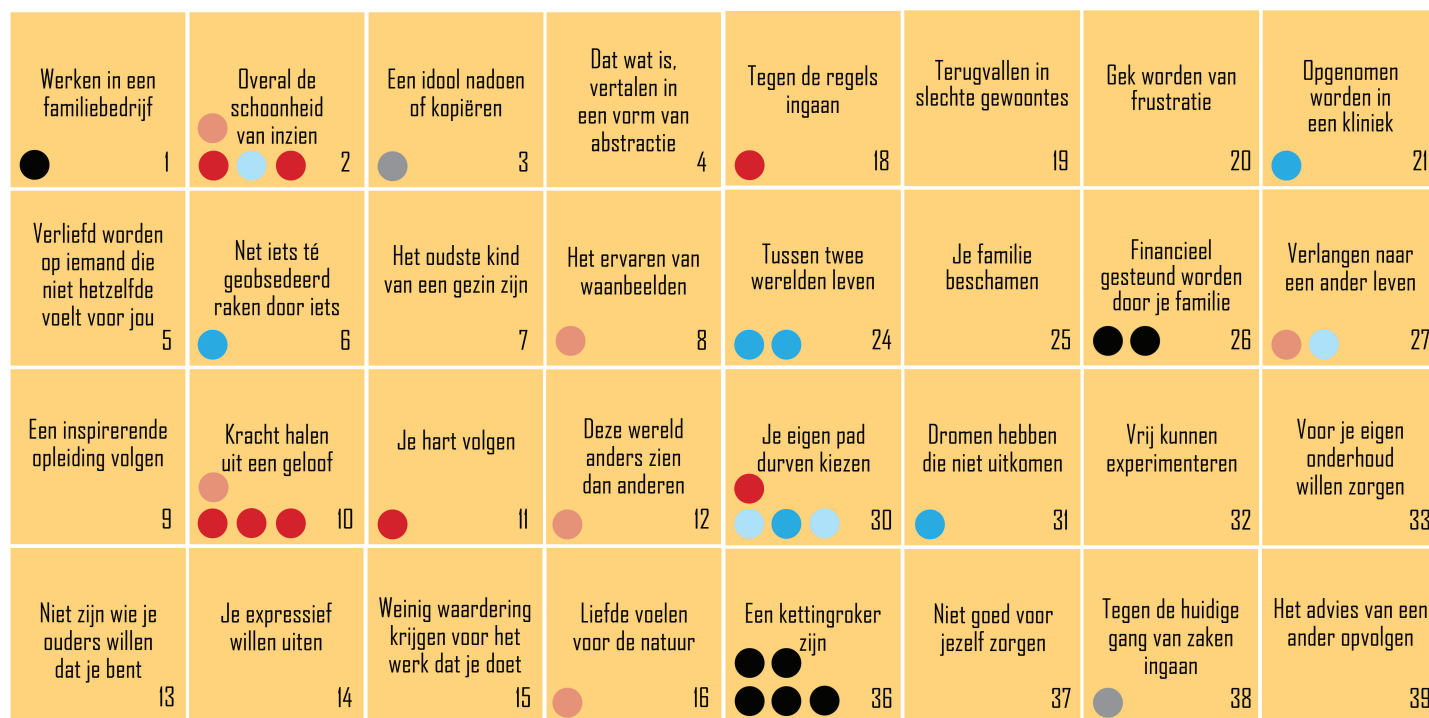 Werken in een
familiebedrijf
1
Overal de
schoonheid
van inzien
2
Een idool nadoen
of kopiëren
3
Dat wat is,
vertalen in
een vorm van
abstractie
4
Tegen de regels
ingaan
18
Terugvallen in
slechte gewoontes
19
Gek worden van
frustratie
20
Opgenomen
worden in
een kliniek
21
Verliefd worden
op iemand die
niet hetzelfde
voelt voor jou
5
Net iets té
geobsedeerd
raken door iets
6
Het oudste kind
van een gezin zijn
7
Het ervaren van
waanbeelden
8
Tussen twee
werelden leven
24
Je familie
beschamen
25
Financieel
gesteund worden
door je familie
26
Verlangen naar
een ander leven
27
Een inspirerende
opleiding volgen
9
Kracht halen
uit een geloof
10
Je hart volgen
11
Deze wereld
anders zien
dan anderen
12
Je eigen pad
durven kiezen
30
Dromen hebben
die niet uitkomen
31
Vrij kunnen
experimenteren
32
Voor je eigen
onderhoud
willen zorgen
33
Niet zijn wie je
ouders willen
dat je bent
13
Je expressief
willen uiten
14
Weinig waardering
krijgen voor het
werk dat je doet
15
Liefde voelen
voor de natuur
16
Een kettingroker
zijn
36
Niet goed voor
jezelf zorgen
37
Tegen de huidige
gang van zaken
ingaan
38
Het advies van een
ander opvolgen
39